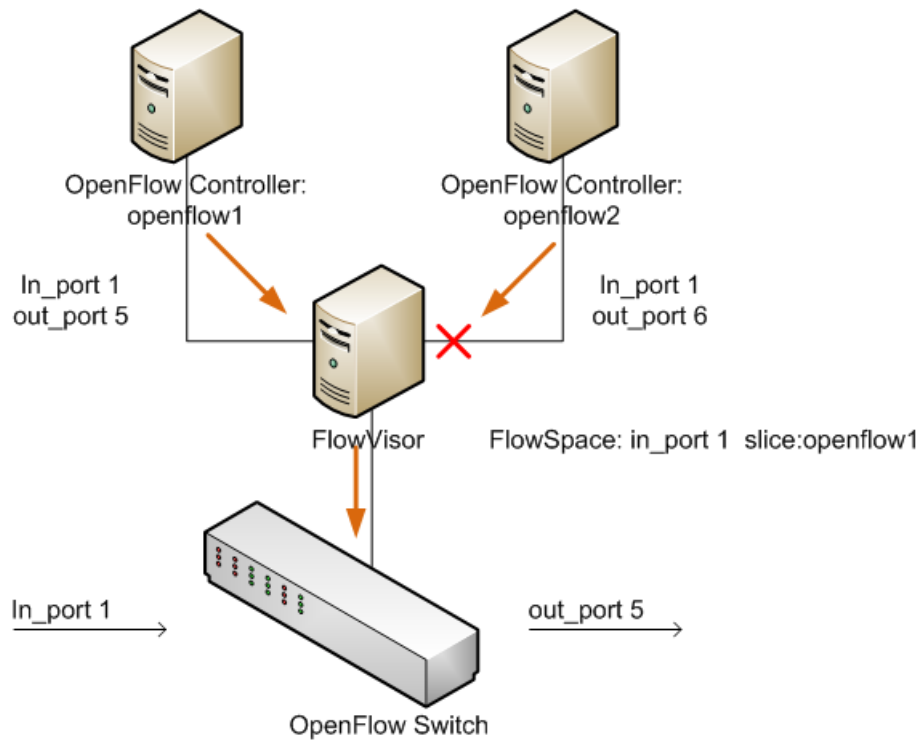 OpenFlow Controller:
openflow1
OpenFlow Controller:
openflow2
In_port 1
out_port 5
In_port 1
out_port 6
FlowVisor
FlowSpace: in_port 1 slice:openflow1
In_port 1
out_port 5
OpenFlow Switch